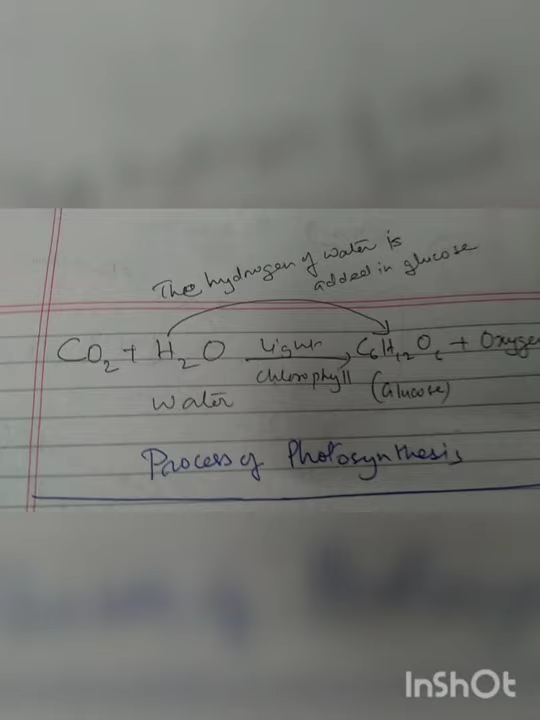 The hydrogen of water is
added in glucose
CO₂ + H₂O Light C₆H₁₂O₆ + Oxyge
chlorophyll (Glucose)
water
Process of Photosynthesis
InShOt